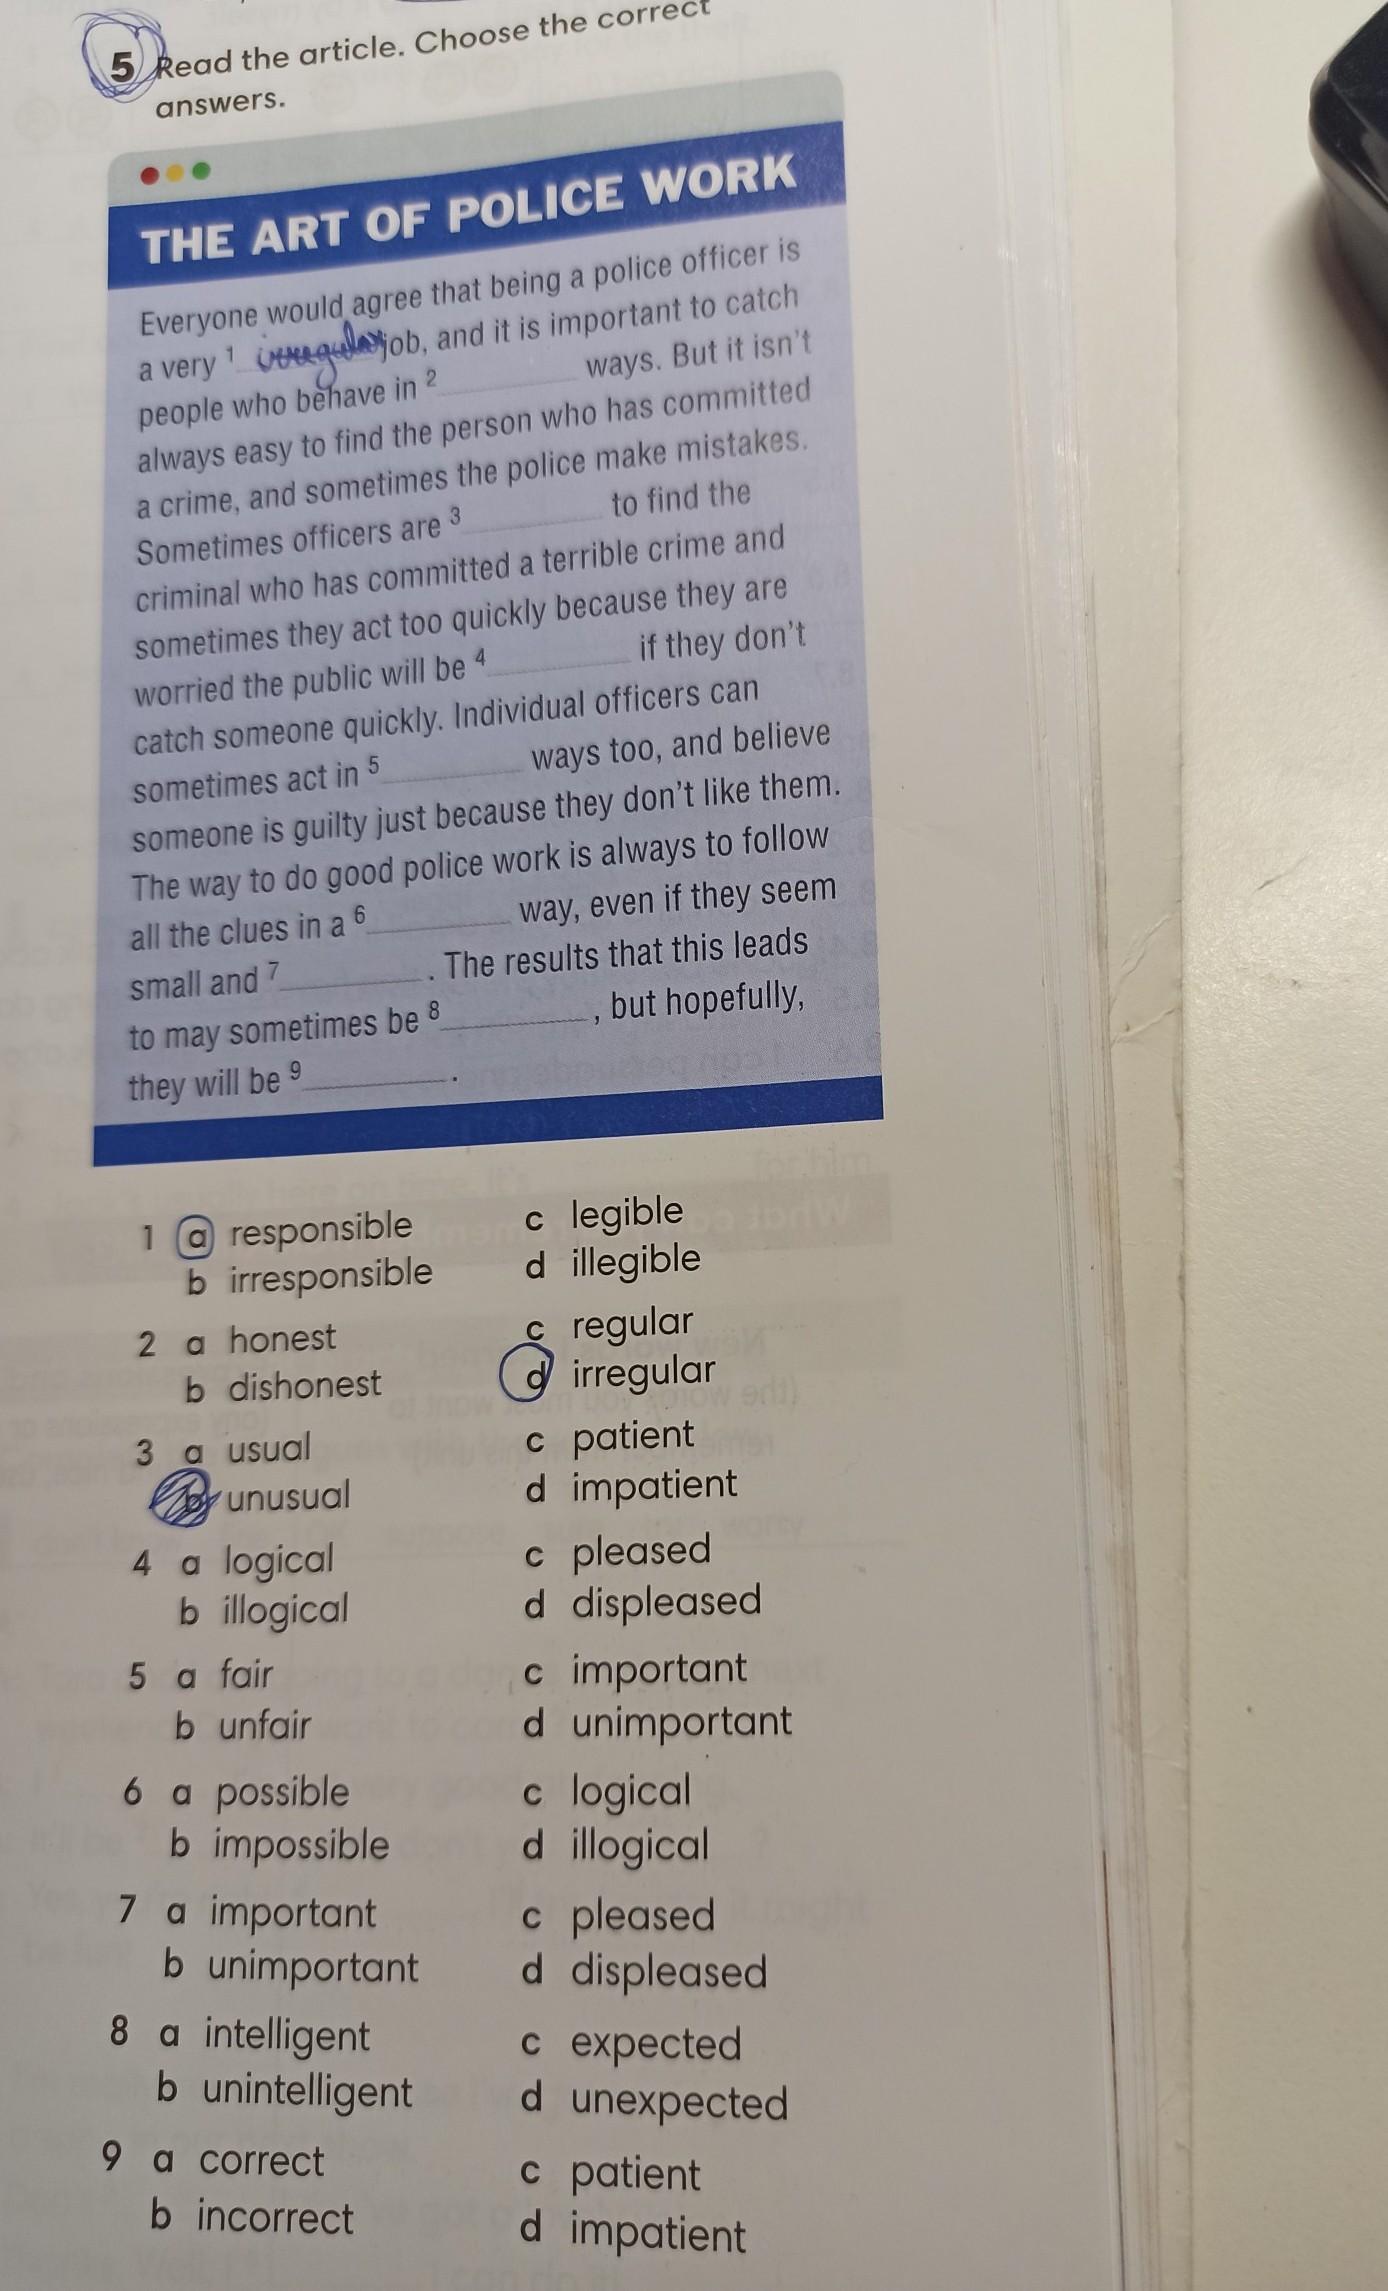 5 Read the article. Choose the correct
answers.
THE ART OF POLICE WORK
Everyone would agree that being a police officer is
a very 1 irregular job, and it is important to catch
people who behave in 2 ways. But it isn't
always easy to find the person who has committed
a crime, and sometimes the police make mistakes.
Sometimes officers are 3 to find the
criminal who has committed a terrible crime and
sometimes they act too quickly because they are
worried the public will be 4 if they don't
catch someone quickly. Individual officers can
sometimes act in 5 ways too, and believe
someone is guilty just because they don't like them.
The way to do good police work is always to follow
all the clues in a 6 way, even if they seem
small and 7 . The results that this leads
to may sometimes be 8 , but hopefully,
they will be 9 .
1 a responsible c legible
b irresponsible d illegible
2 a honest c regular
b dishonest d irregular
3 a usual c patient
b unusual d impatient
4 a logical c pleased
b illogical d displeased
5 a fair c important
b unfair d unimportant
6 a possible c logical
b impossible d illogical
7 a important c pleased
b unimportant d displeased
8 a intelligent c expected
b unintelligent d unexpected
9 a correct c patient
b incorrect d impatient